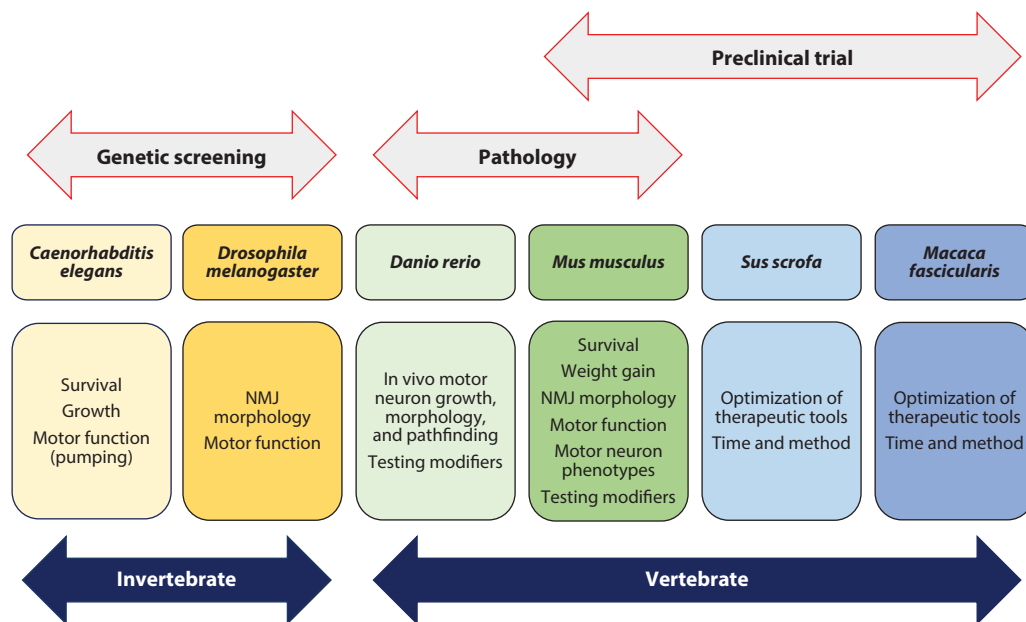 Preclinical trial
Genetic screening
Pathology
Caenorhabditis
elegans
Drosophila
melanogaster
Danio rerio
Mus musculus
Sus scrofa
Macaca
fascicularis
Survival
Growth
Motor function
(pumping)
NMJ
morphology
Motor function
In vivo motor
neuron growth,
morphology,
and pathfinding
Testing modifiers
Survival
Weight gain
NMJ morphology
Motor function
Motor neuron
phenotypes
Testing modifiers
Optimization of
therapeutic tools
Time and method
Optimization of
therapeutic tools
Time and method
Invertebrate
Vertebrate